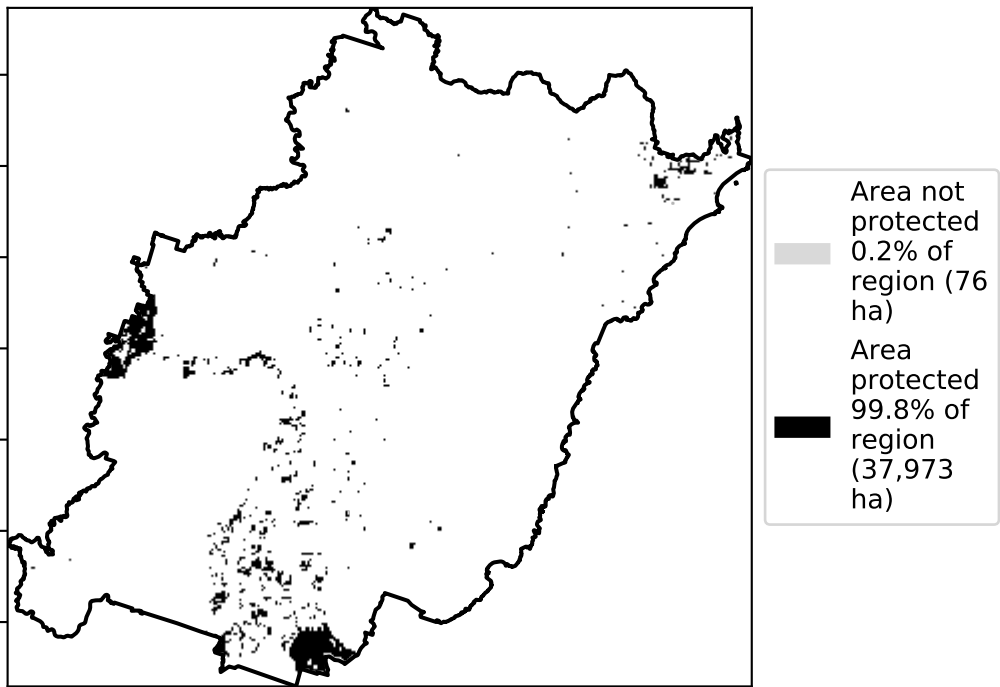 Area not
protected
0.2% of
region (76
ha)
Area
protected
99.8% of
region
(37,973
ha)